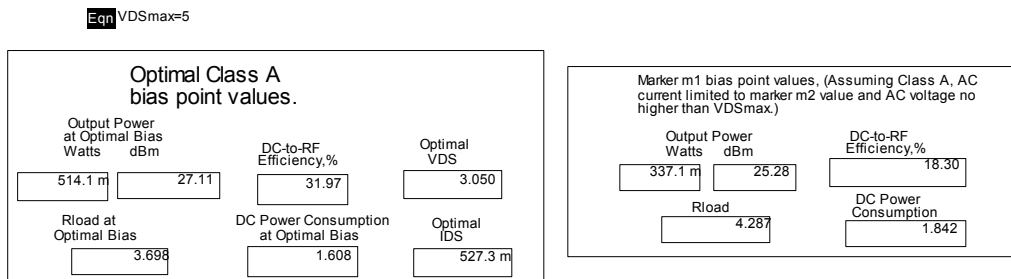 Eqn VDSmax=5
Optimal Class A
bias point values.
Output Power
at Optimal Bias
Watts dBm
514.1 m 27.11
DC-to-RF
Efficiency,%
31.97
Optimal
VDS
3.050
Rload at
Optimal Bias
3.698
DC Power Consumption
at Optimal Bias
1.608
Optimal
IDS
527.3 m
Marker m1 bias point values, (Assuming Class A, AC
current limited to marker m2 value and AC voltage no
higher than VDSmax.)
Output Power
Watts dBm
337.1 m 25.28
DC-to-RF
Efficiency,%
18.30
Rload
4.287
DC Power
Consumption
1.842